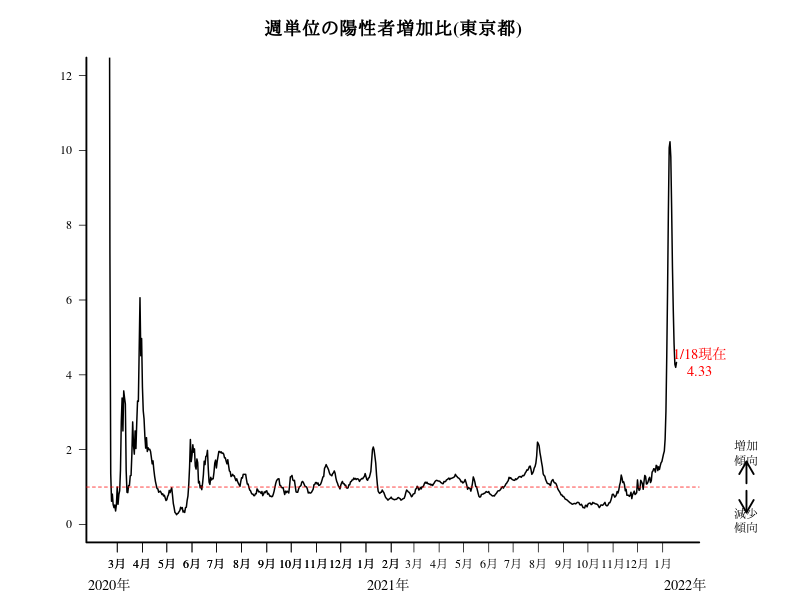 週単位の陽性者増加比(東京都)
12
10
8
6
4
2
0
1/18現在
4.33
増加
傾向
減少
傾向
3月 4月 5月 6月 7月 8月 9月 10月 11月 12月 1月 2月 3月 4月 5月 6月 7月 8月 9月 10月 11月 12月 1月
2020年 2021年 2022年